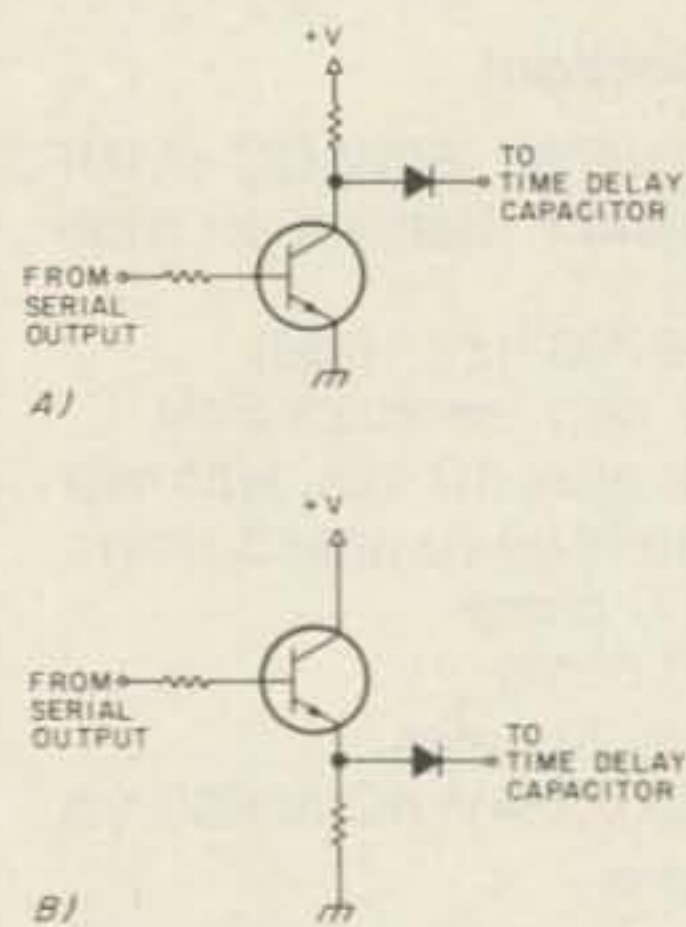 +V
TO
TIME DELAY
CAPACITOR
FROM
SERIAL
OUTPUT
A)
+V
FROM
SERIAL
OUTPUT
TO
TIME DELAY
CAPACITOR
B)